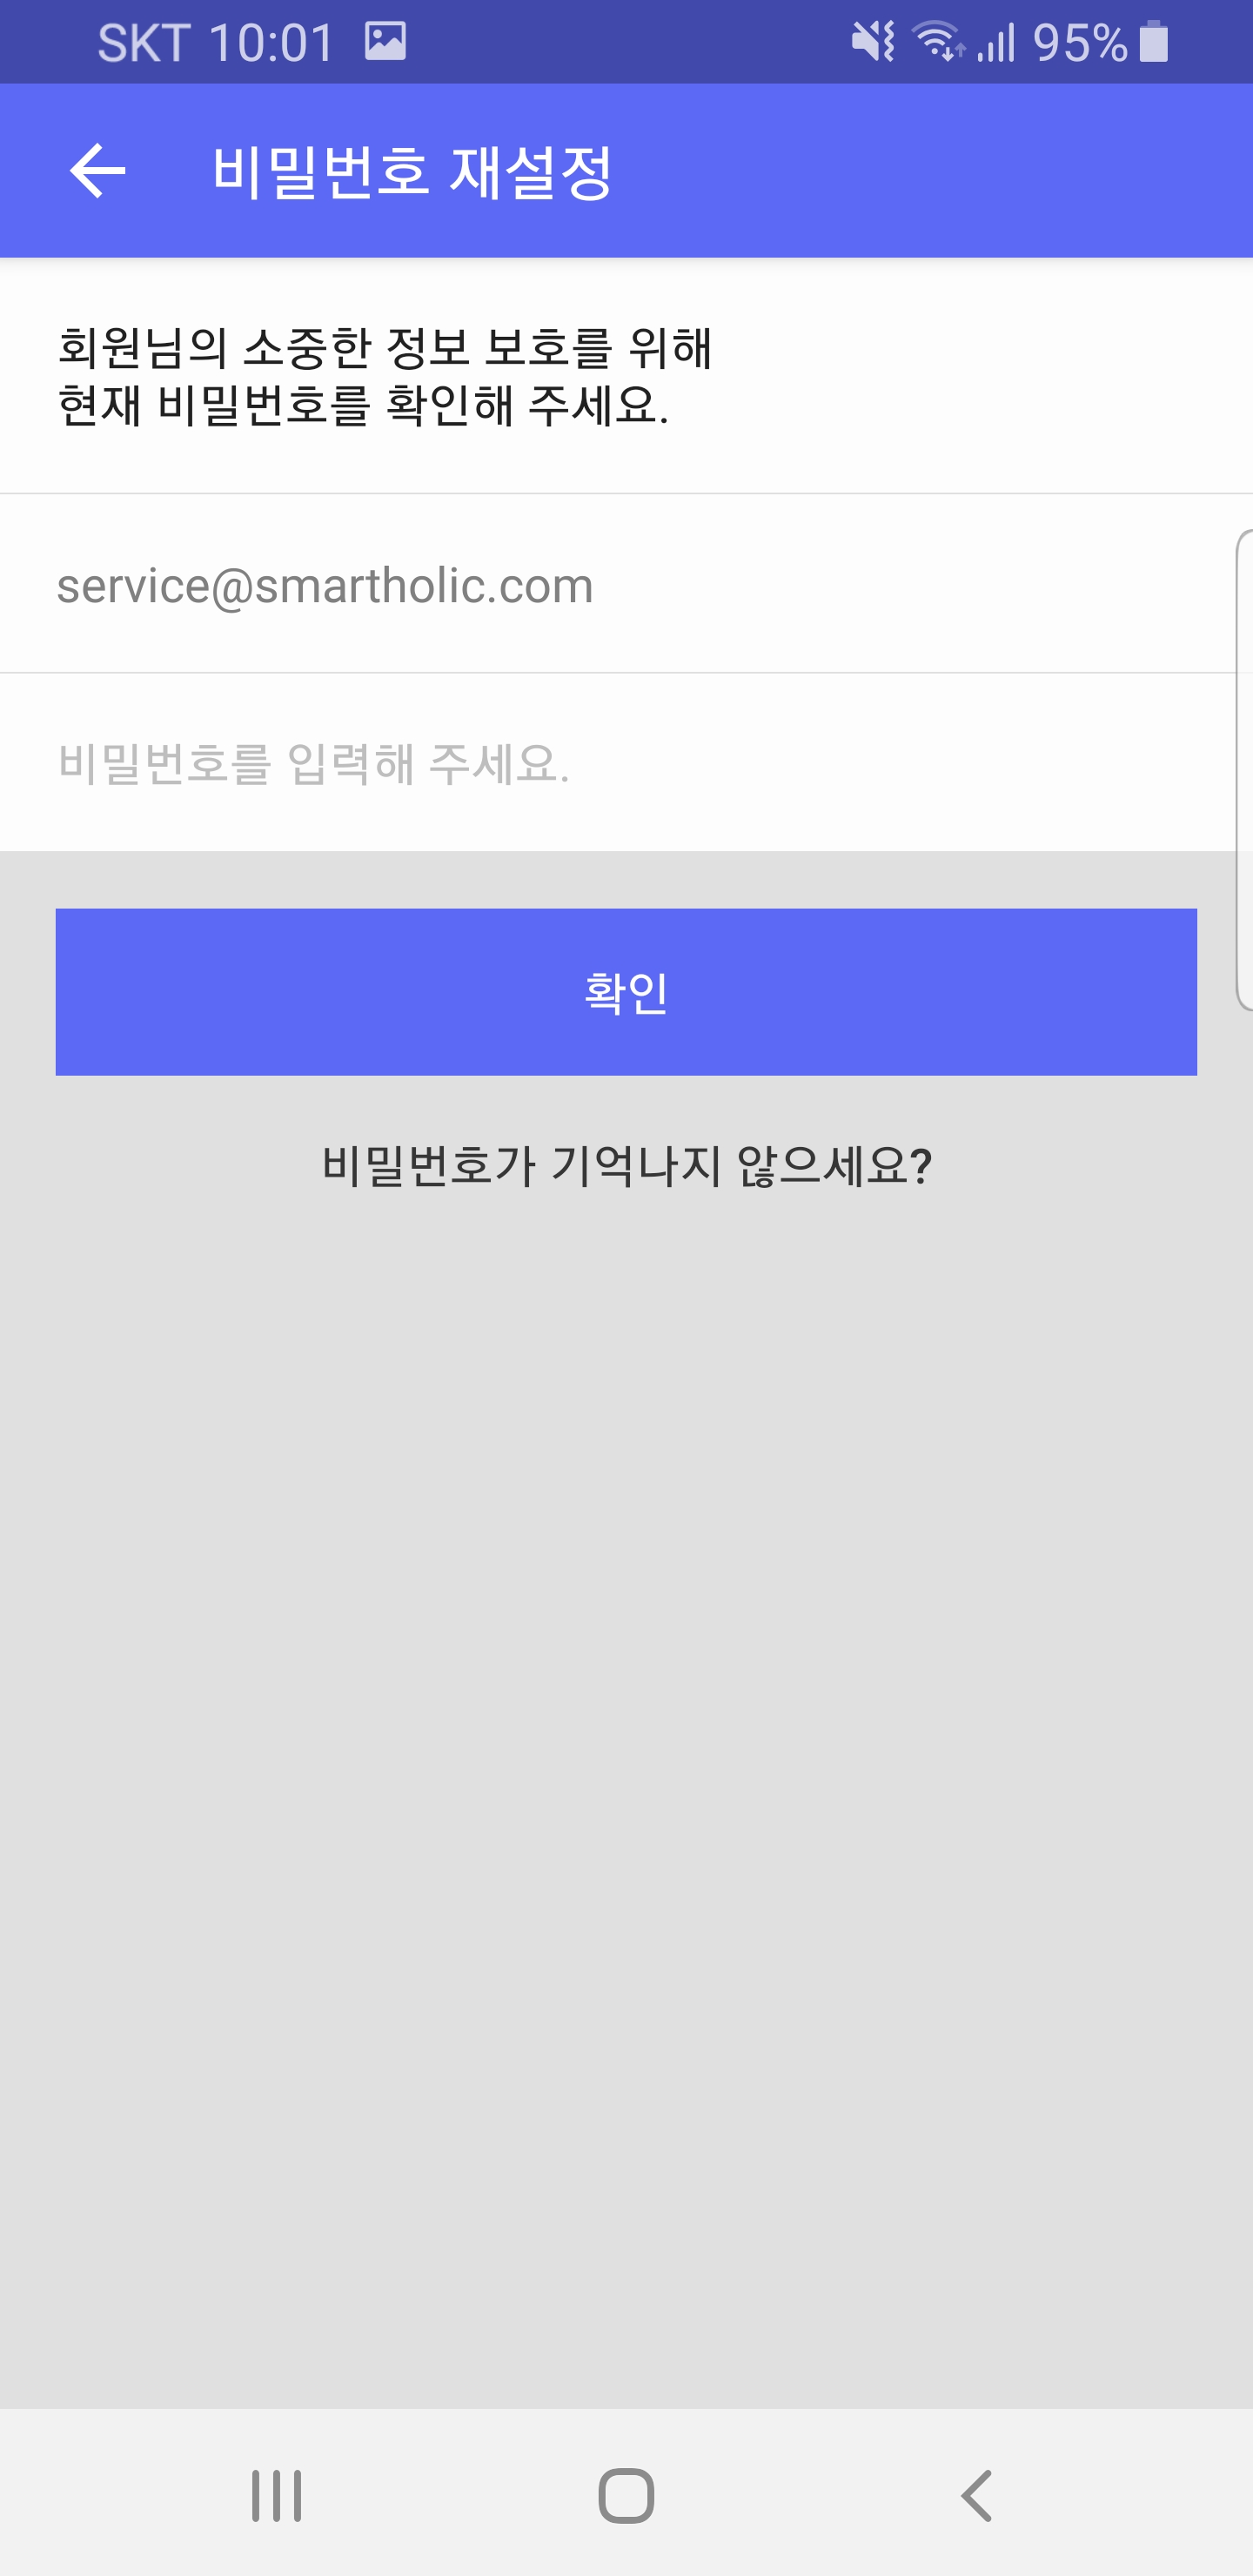 SKT 10:01 95%
비밀번호 재설정
회원님의 소중한 정보 보호를 위해
현재 비밀번호를 확인해 주세요.
service@smartholic.com
비밀번호를 입력해 주세요.
확인
비밀번호가 기억나지 않으세요?